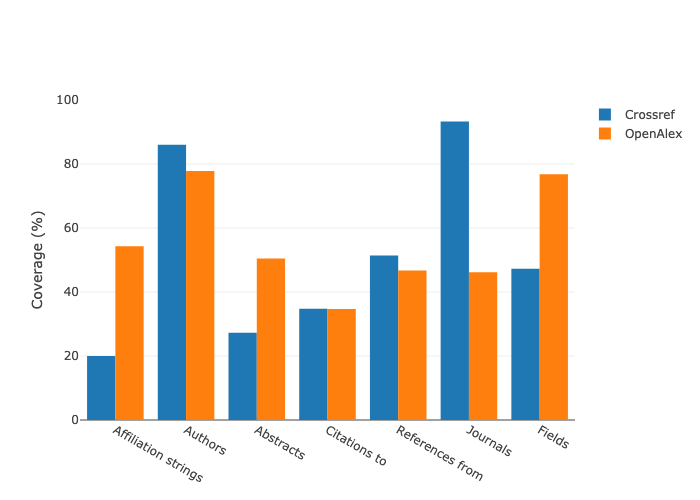 100
80
60
40
20
0
Coverage (%)
Affiliation strings
Authors
Abstracts
Citations to
References from
Journals
Fields
Crossref
OpenAlex